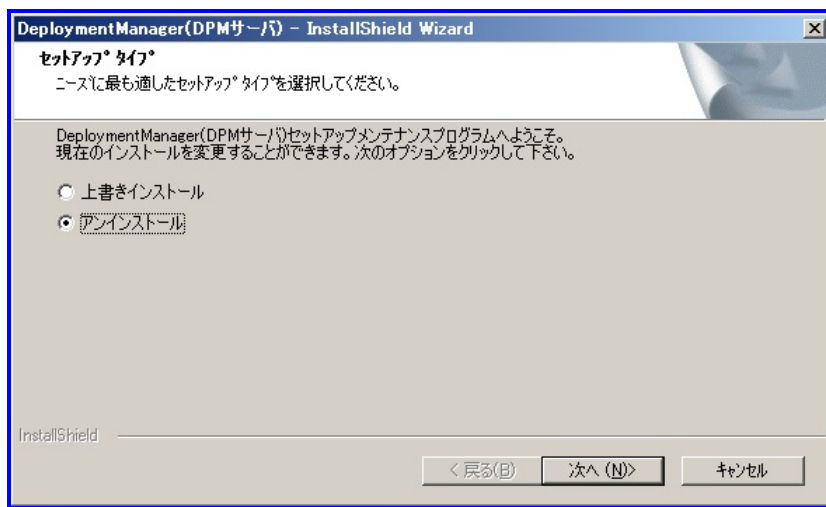 DeploymentManager(DPMサーバ) - InstallShield Wizard
セットアップ タイプ
ニーズに最も適したセットアップ タイプを選択してください。
DeploymentManager(DPMサーバ)セットアップメンテナンスプログラムへようこそ。
現在のインストールを変更することができます。次のオプションをクリックして下さい。
上書きインストール
アンインストール
InstallShield
< 戻る(B) 次へ (N)> キャンセル